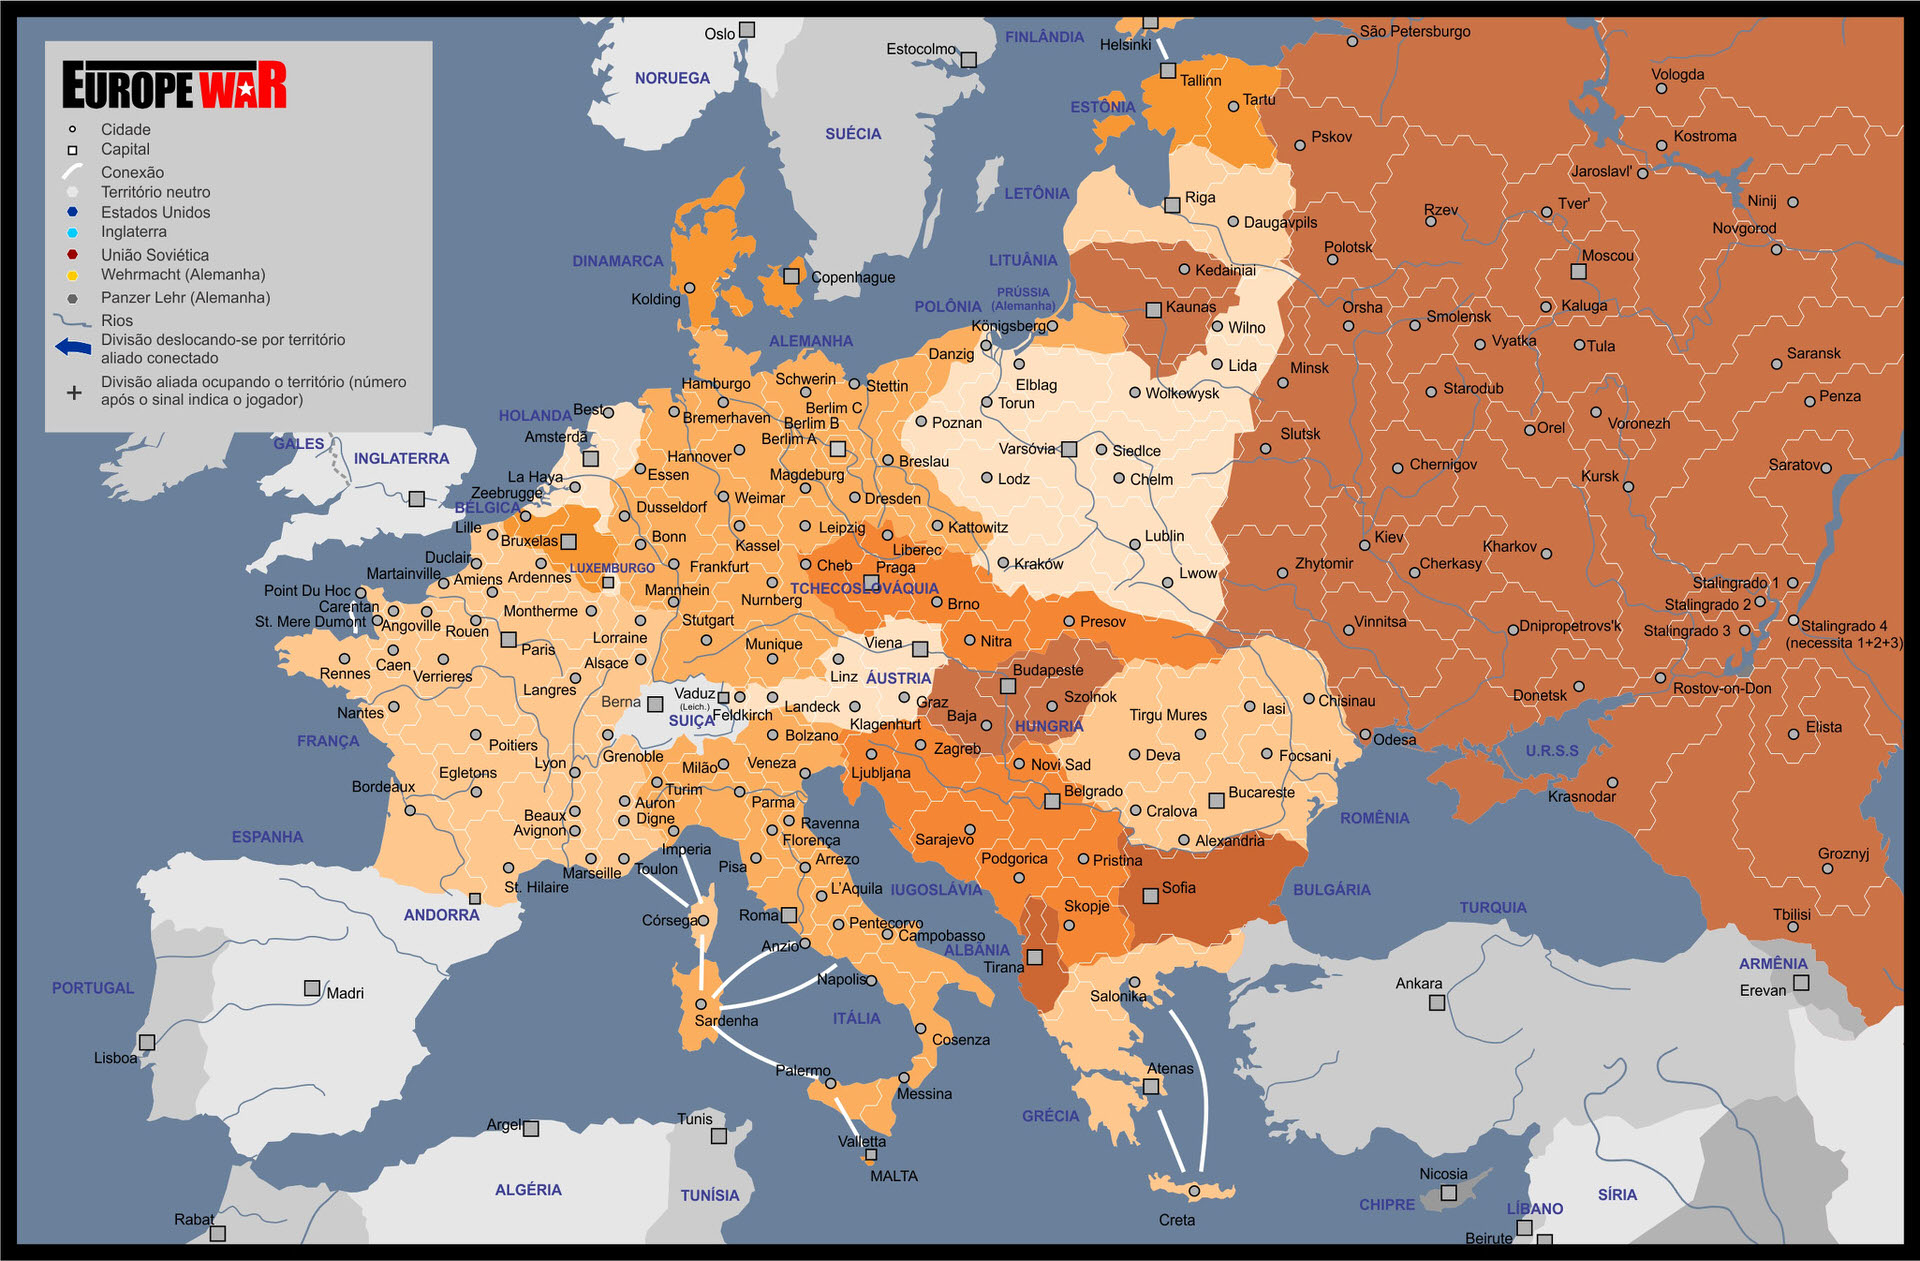 EUROPE WAR
Cidade
Capital
Conexão
Território neutro
Estados Unidos
Inglaterra
União Soviética
Wehrmacht (Alemanha)
Panzer Lehr (Alemanha)
Rios
Divisão deslocando-se por território
aliado conectado
Divisão aliada ocupando o território (número
após o sinal indica o jogador)
Oslo
NORUEGA
Estocolmo
SUÉCIA
FINLÂNDIA
Helsinki
Tallinn
ESTÔNIA
Tartu
São Petersburgo
Vologda
Pskov
Kostroma
Jaroslavl'
LETÔNIA
Riga
Daugavpils
Rzev
Tver'
Ninij
Novgorod
Polotsk
Moscou
DINAMARCA
Copenhague
Kolding
LITUÂNIA
Kedainiai
Kaunas
PRÚSSIA
(Alemanha)
POLÔNIA
Königsberg
Wilno
Orsha
Smolensk
Kaluga
Vyatka
Tula
Saransk
ALEMANHA
Danzig
Elblag
Lida
Minsk
Hamburgo
Schwerin
Stettin
Torun
Wolkowysk
Starodub
Penza
HOLANDA
Best
Bremerhaven
Berlim C
Berlim B
Berlim A
Poznan
Orel
Voronezh
Amsterdã
Hannover
Varsóvia
Siedlce
Slutsk
GALES
INGLATERRA
La Haya
Essen
Magdeburg
Breslau
Lodz
Chelm
Chernigov
Kursk
Saratov
Zeebrugge
BÉLGICA
Dusseldorf
Weimar
Dresden
Lille
Bruxelas
Bonn
Kassel
Leipzig
Kattowitz
Liberec
Lublin
Kiev
Kharkov
Duclair
Martainville
Amiens
Ardennes
LUXEMBURGO
Frankfurt
Cheb
Praga
TCHECOSLOVÁQUIA
Kraków
Lwow
Zhytomir
Cherkasy
Stalingrado 1
Point Du Hoc
Carentan
St. Mere Dumont
Angoville
Rouen
Montherme
Mannhein
Nurnberg
Brno
Stalingrado 2
Stalingrado 3
Stalingrado 4
(necessita 1+2+3)
Paris
Lorraine
Stutgart
Viena
Nitra
Presov
Vinnitsa
Dnipropetrovs'k
Rennes
Caen
Verrieres
Alsace
Munique
Linz
ÁUSTRIA
Budapeste
Langres
Berna
Vaduz
(Leich.)
SUIÇA
Feldkirch
Landeck
Klagenhurt
Graz
Baja
Szolnok
HUNGRIA
Tirgu Mures
Iasi
Chisinau
Donetsk
Rostov-on-Don
Nantes
FRANÇA
Poitiers
Grenoble
Bolzano
Zagreb
Odesa
Elista
U.R.S.S
Egletons
Lyon
Milão
Veneza
Ljubljana
Novi Sad
Deva
Focsani
Bordeaux
Turim
Auron
Parma
Belgrado
Bucareste
Krasnodar
Beaux
Avignon
Digne
Ravenna
Florença
Cralova
ROMÊNIA
ESPANHA
Imperia
Sarajevo
Alexandria
Marseille
Toulon
Pisa
Arrezo
Podgorica
Pristina
Groznyj
St. Hilaire
L'Aquila
IUGOSLÁVIA
Sofia
BULGÁRIA
ANDORRA
Córsega
Roma
Pentecorvo
Campobasso
Skopje
TURQUIA
Tbilisi
Anzio
ALBÂNIA
Tirana
ARMÊNIA
Erevan
PORTUGAL
Madri
Napolis
Salonika
Ankara
Sardenha
ITÁLIA
Lisboa
Cosenza
Palermo
Messina
Atenas
GRÉCIA
Argel
Tunis
Valletta
MALTA
ALGÉRIA
TUNÍSIA
Creta
Nicosia
CHIPRE
LÍBANO
SÍRIA
Rabat
Beirute